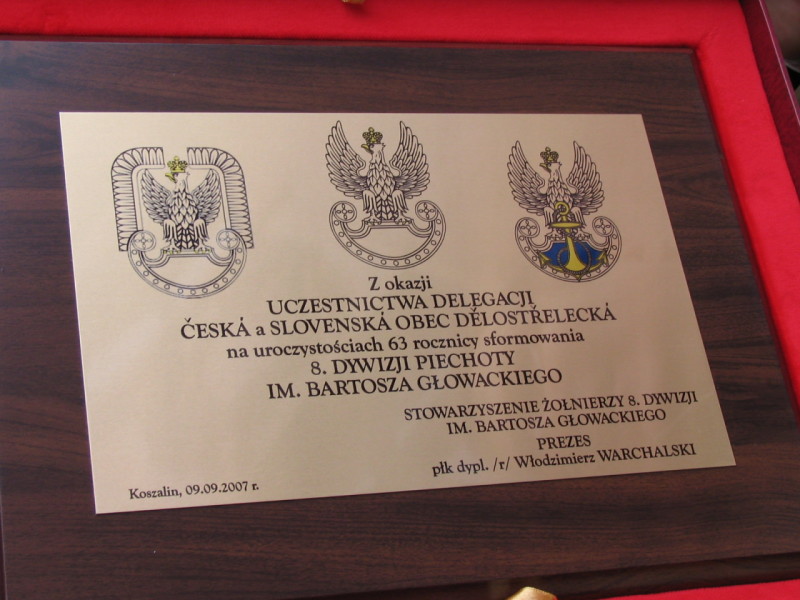 Z okazji
UCZESTNICTWA DELEGACJI
ČESKÁ a SLOVENSKÁ OBEC DĚLOSTŘELECKÁ
na uroczystościach 63 rocznicy sformowania
8. DYWIZJI PIECHOTY
IM. BARTOSZA GŁOWACKIEGO
STOWARZYSZENIE ŻOŁNIERZY 8. DYWIZJI
IM. BARTOSZA GŁOWACKIEGO
PREZES
płk dypl. /r/ Włodzimierz WARCHALSKI
Koszalin, 09.09.2007 r.